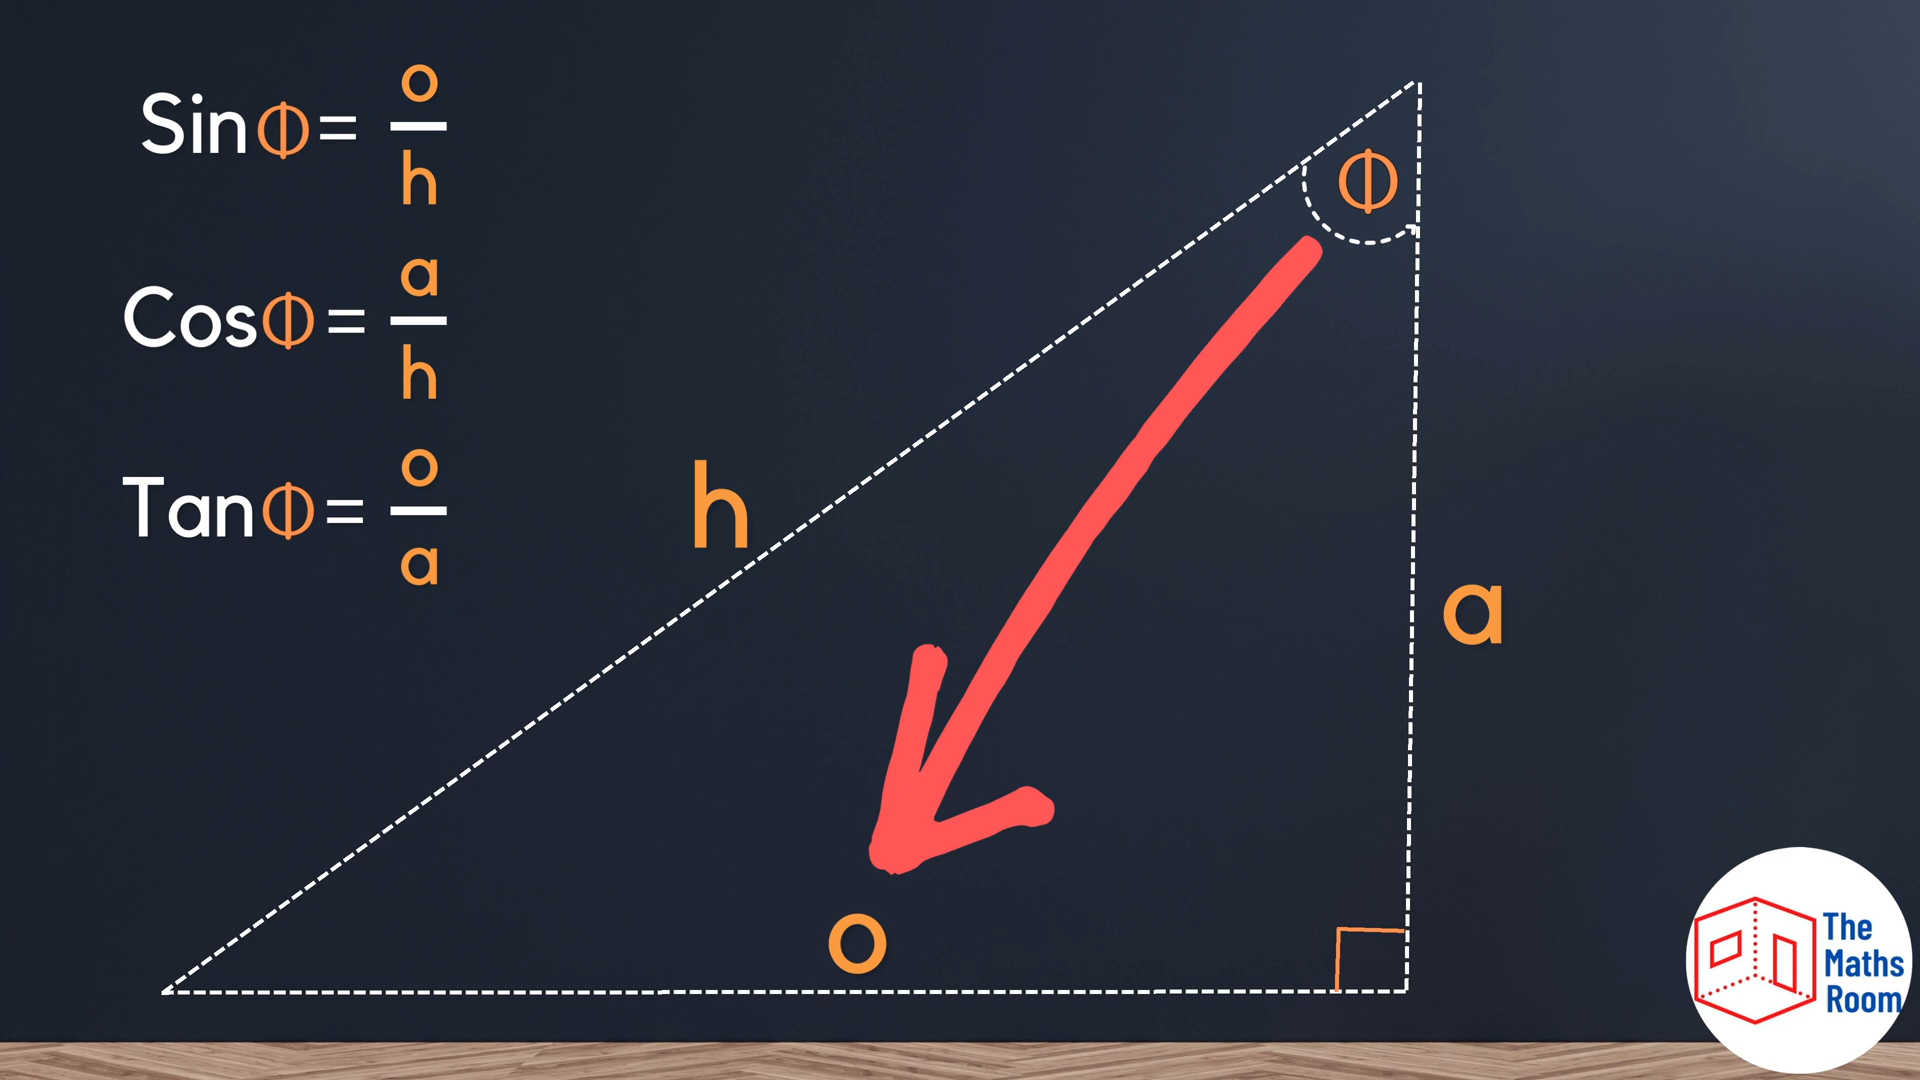 SinΦ= o/h
CosΦ= a/h
TanΦ= o/a
Φ
h
a
o
The
Maths
Room